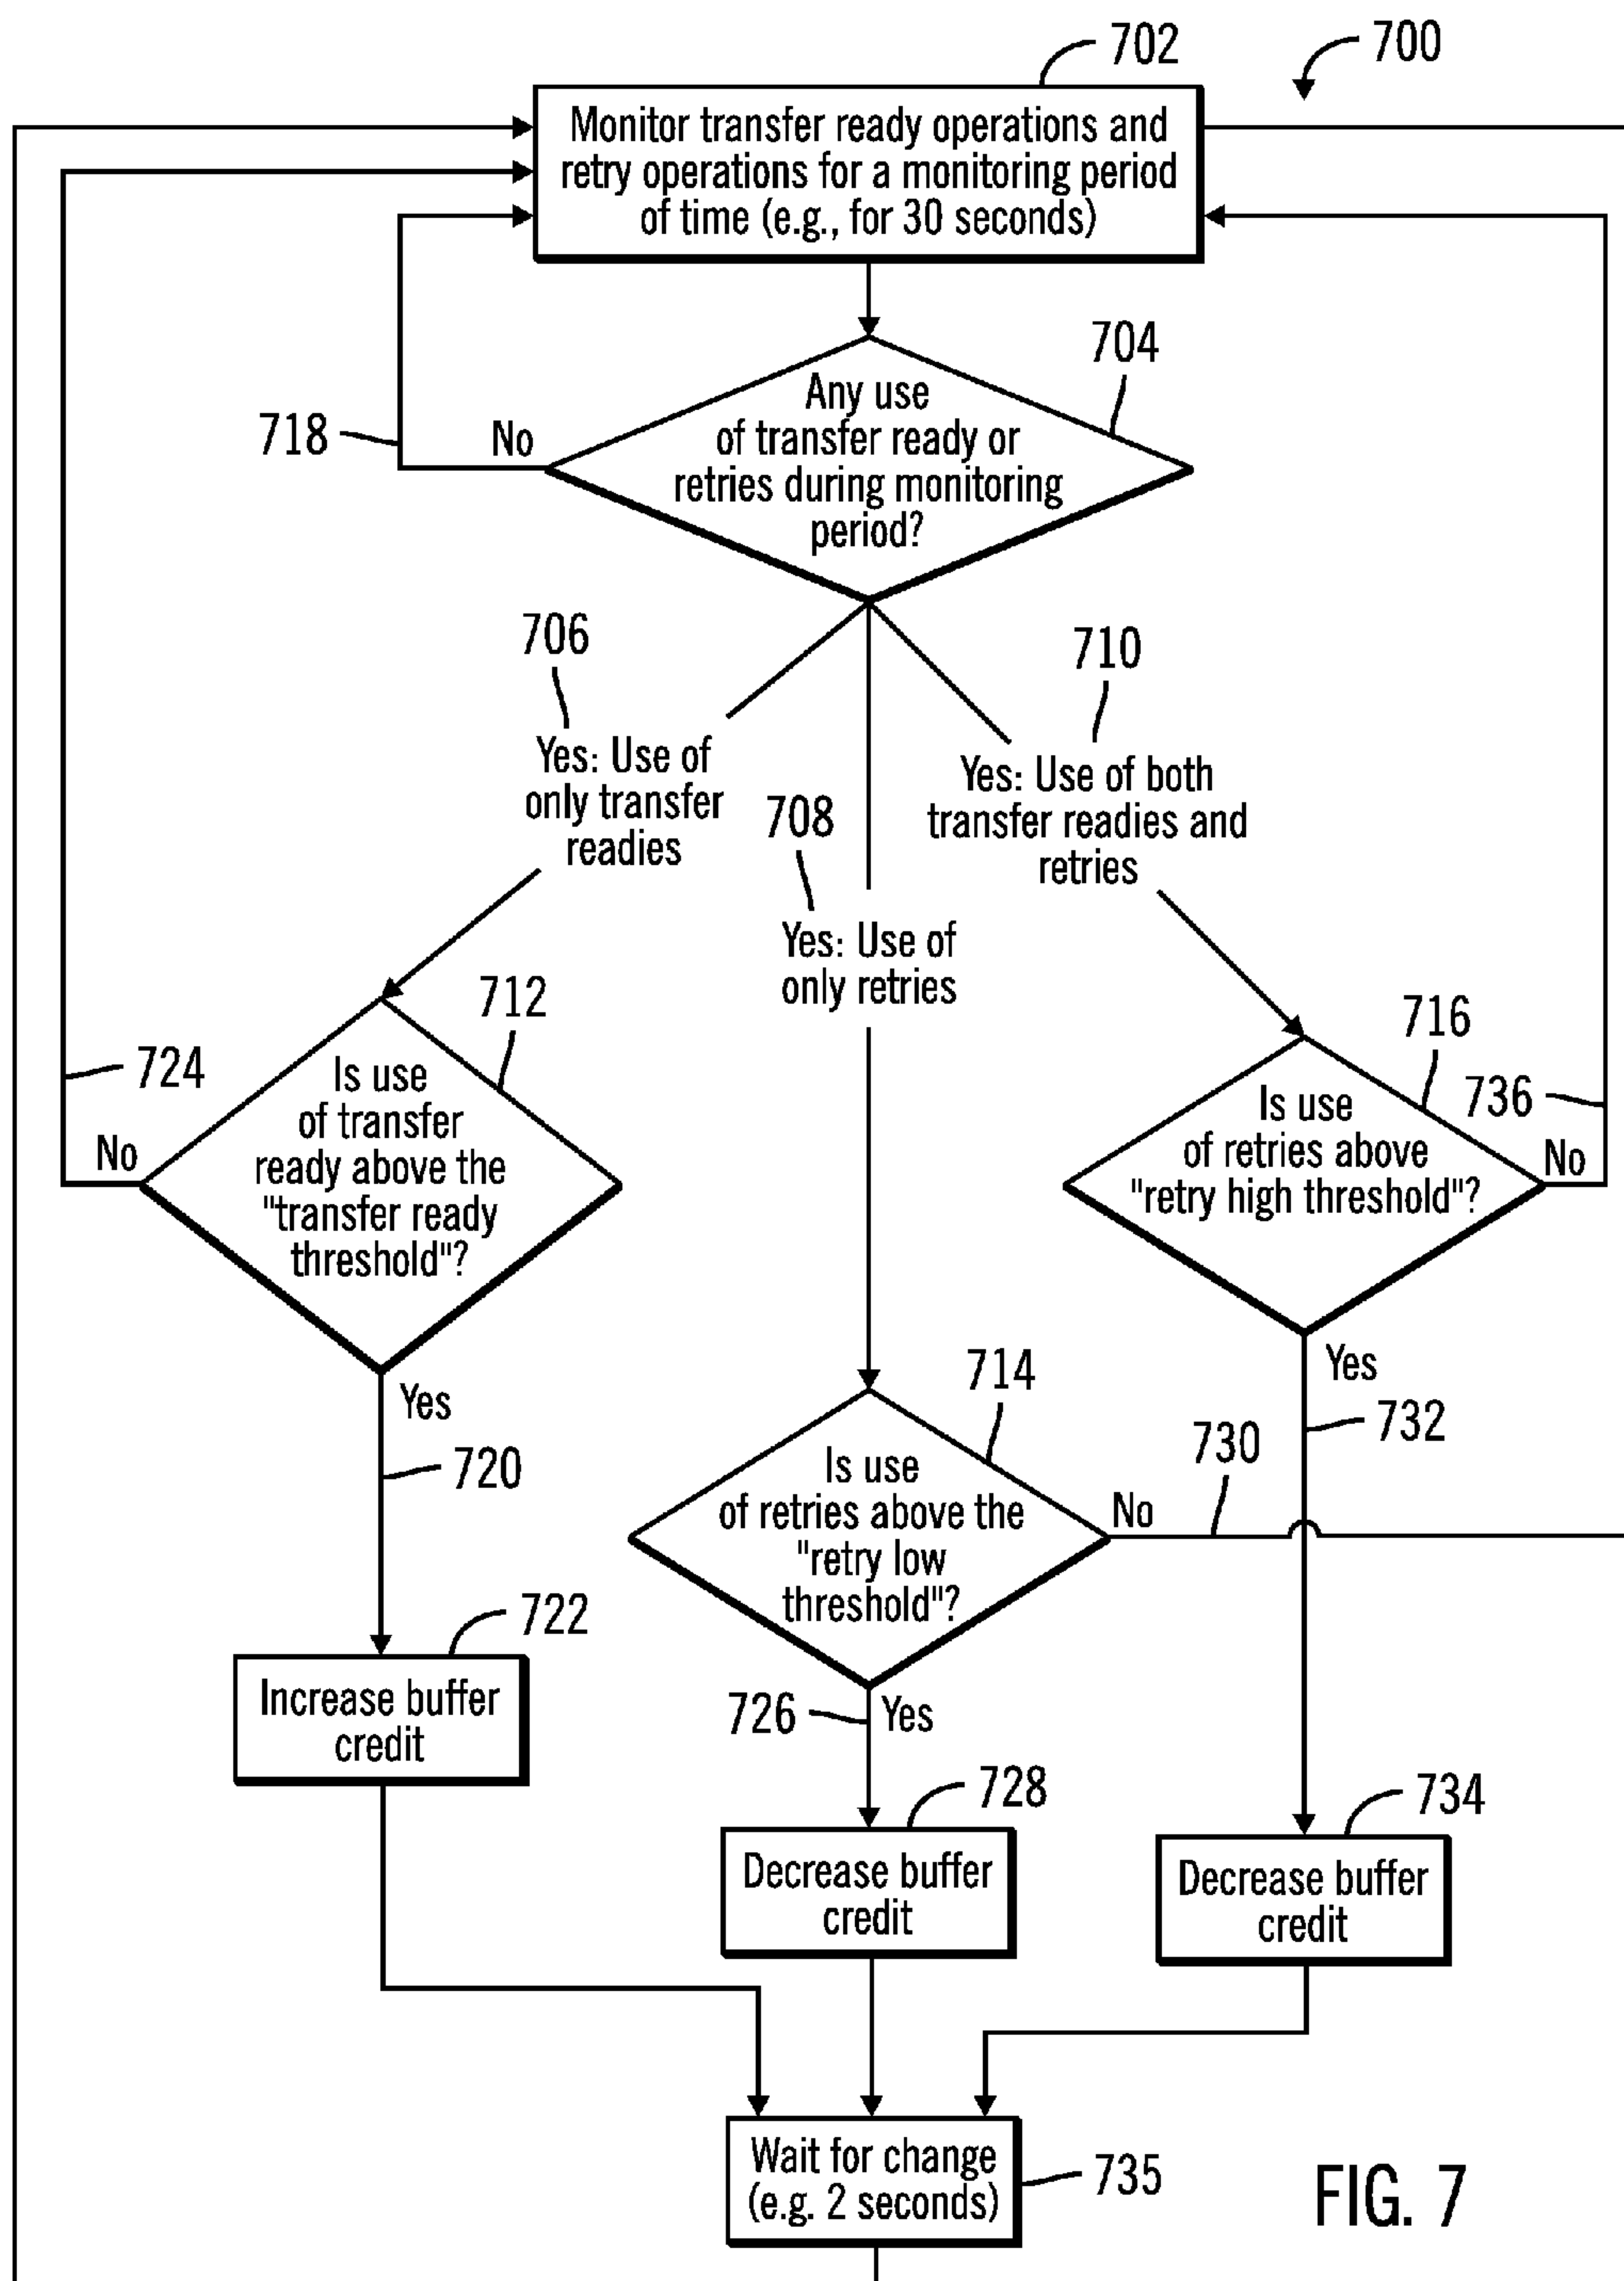 702
700
Monitor transfer ready operations and
retry operations for a monitoring period
of time (e.g., for 30 seconds)
704
Any use
of transfer ready or
retries during monitoring
period?
718
No
706
Yes: Use of
only transfer
readies
708
Yes: Use of
only retries
710
Yes: Use of both
transfer readies and
retries
712
Is use
of transfer
ready above the
"transfer ready
threshold"?
724
No
716
736
Is use
of retries above
"retry high threshold"?
No
Yes
720
Yes
732
714
Is use
of retries above the
"retry low
threshold"?
730
No
722
Increase buffer
credit
726
Yes
728
Decrease buffer
credit
734
Decrease buffer
credit
Wait for change
(e.g. 2 seconds)
735
FIG. 7